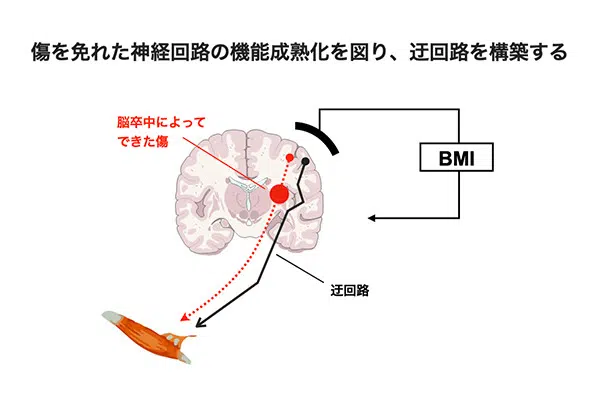 傷を免れた神経回路の機能成熟化を図り、迂回路を構築する
脳卒中によって
できた傷
BMI
迂回路